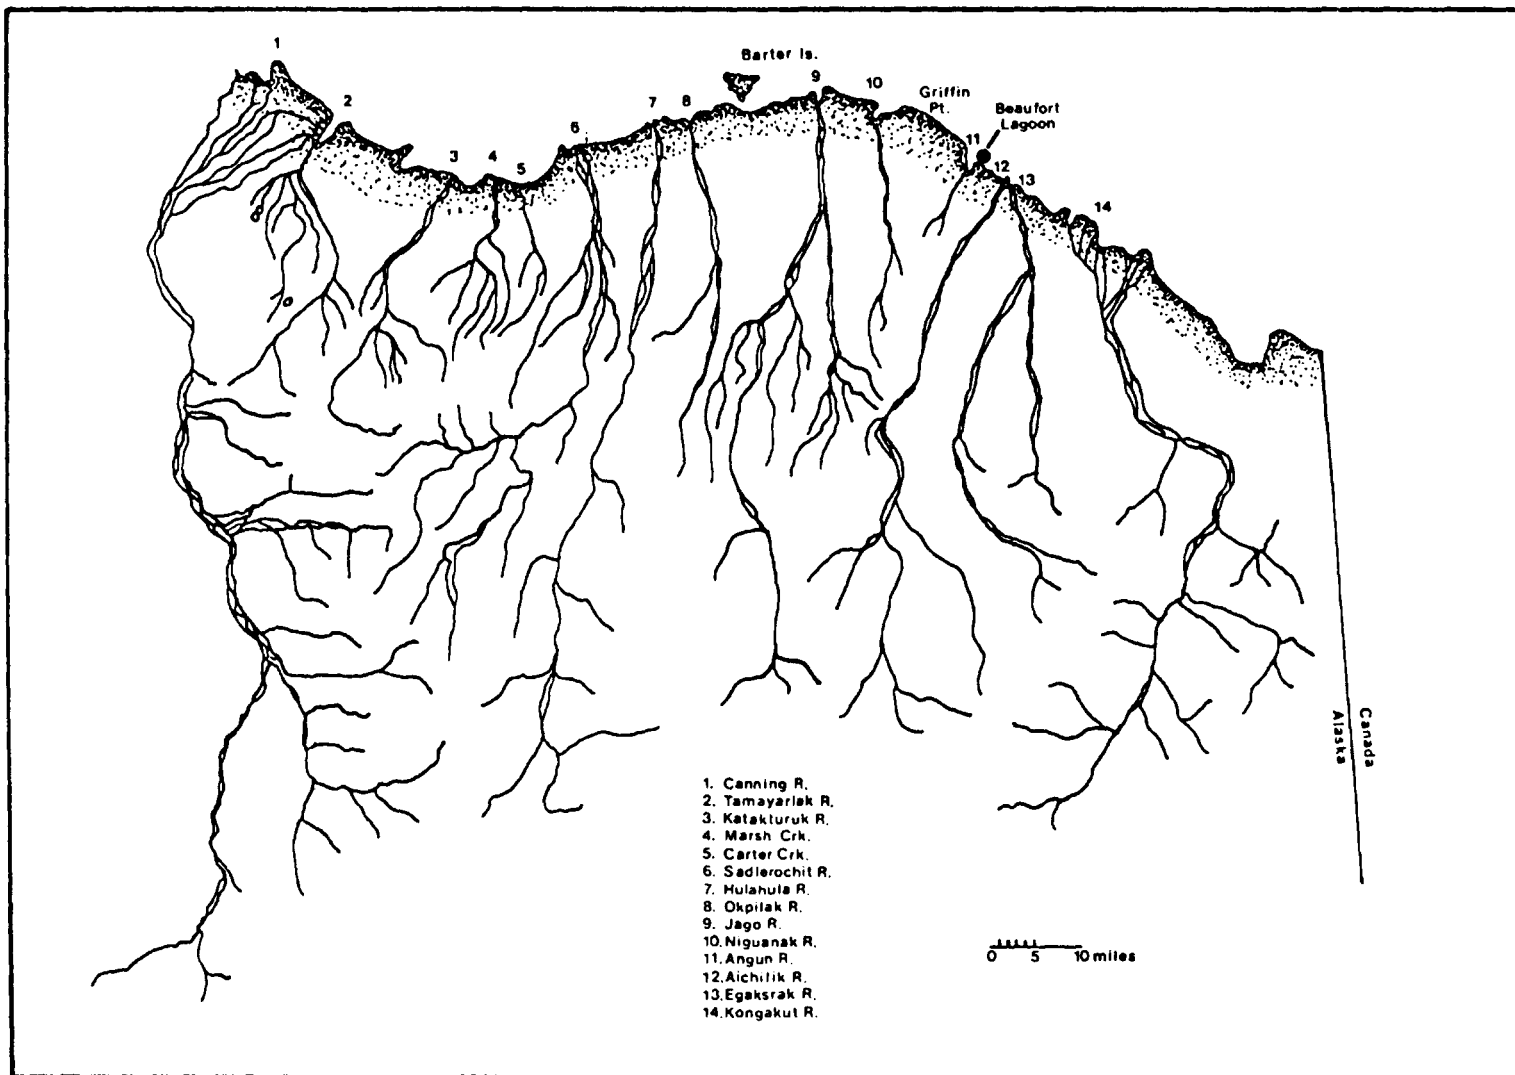 1
2
3
4
5
6
7
8
Barter Is.
9
10
Griffin
Pt.
Beaufort
Lagoon
11
12
13
14
Canada
Alaska
1. Canning R.
2. Tamayarlak R.
3. Katakturuk R.
4. Marsh Crk.
5. Carter Crk.
6. Sadlerochit R.
7. Hulahula R.
8. Okpilak R.
9. Jago R.
10. Niguanak R.
11. Angun R.
12. Aichilik R.
13. Egaksrak R.
14. Kongakut R.
0 5 10 miles